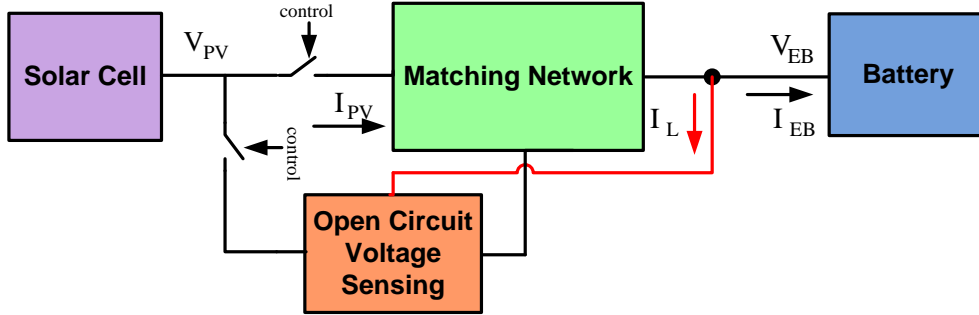 control
V_PV
V_EB
Solar Cell
Matching Network
Battery
I_PV
I_L
I_EB
control
Open Circuit
Voltage
Sensing